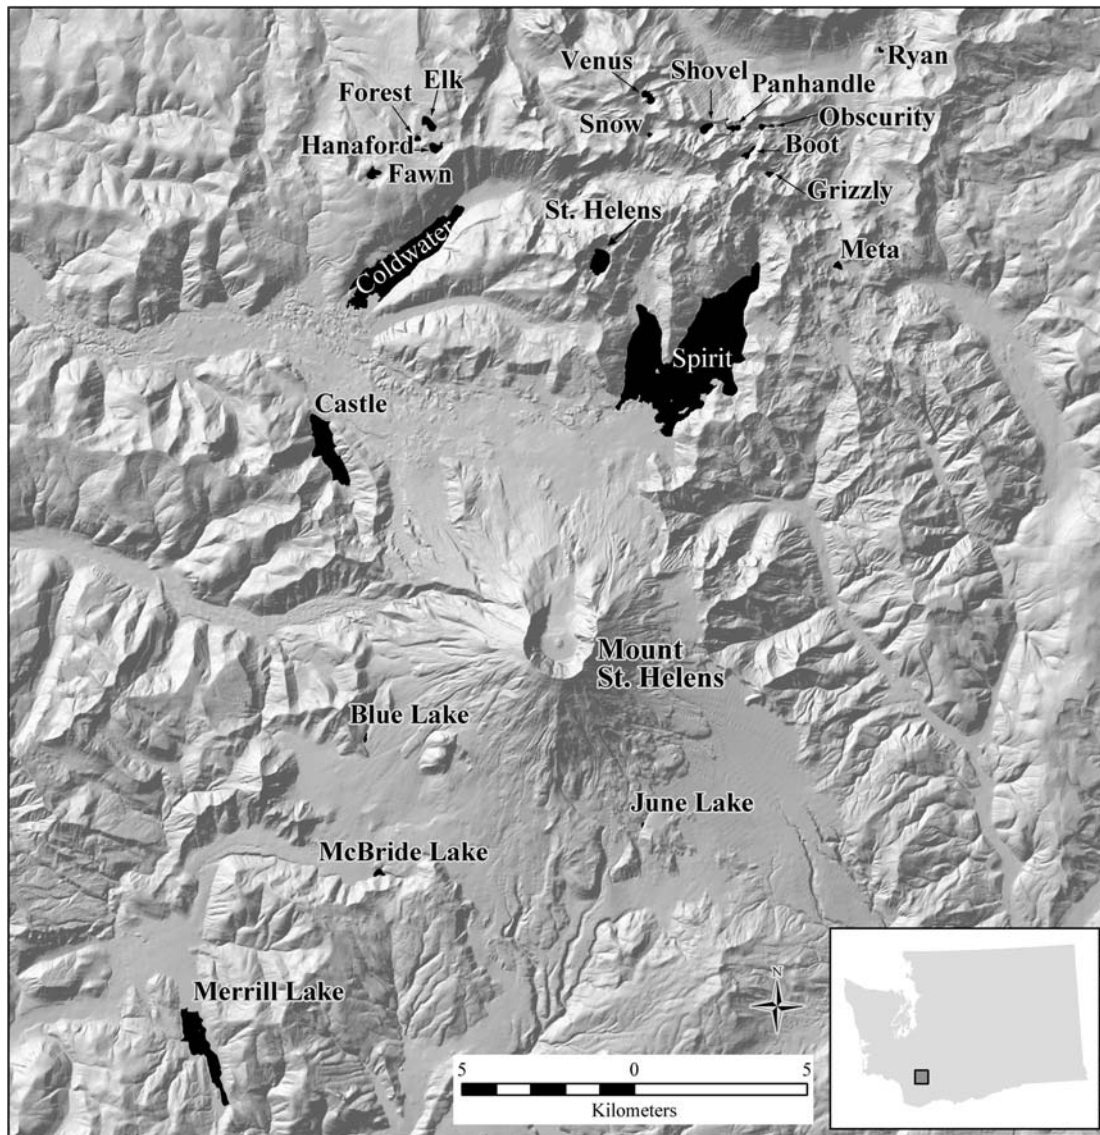 Ryan
Venus
Shovel
Panhandle
Elk
Forest
Snow
Obscurity
Hanaford
Boot
Fawn
Grizzly
St. Helens
Coldwater
Meta
Spirit
Castle
Mount
St. Helens
Blue Lake
June Lake
McBride Lake
Merrill Lake
N
5 0 5
Kilometers